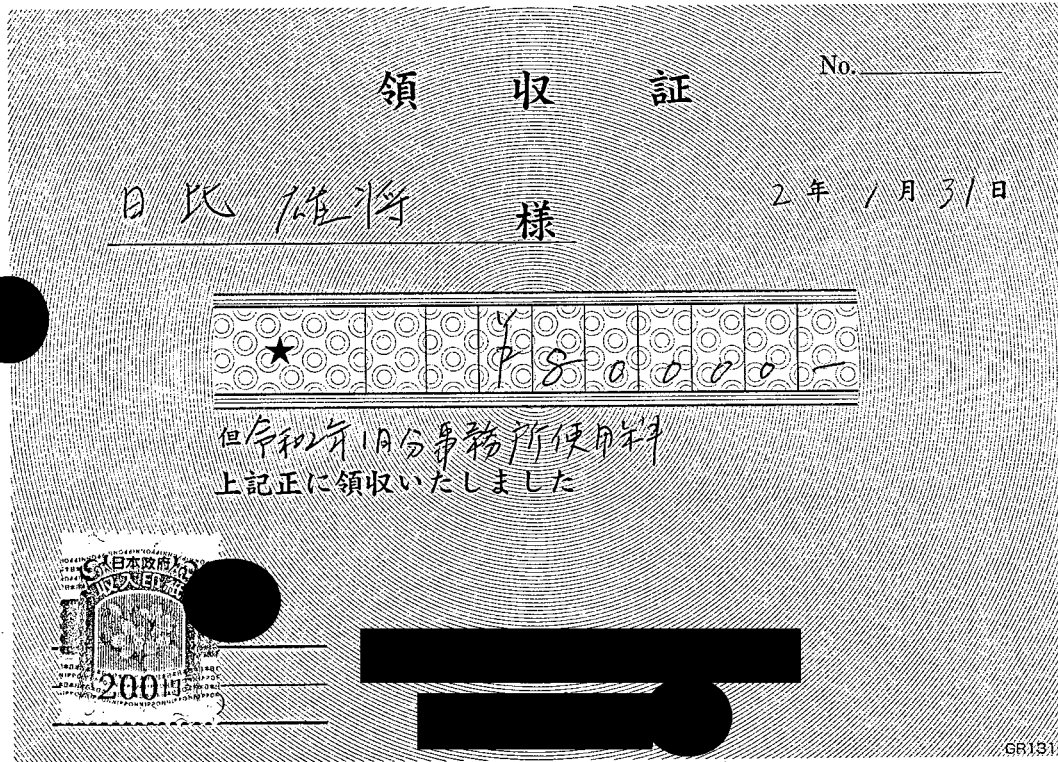 No.
領収証
日比 雄将 様
2年 1月31日
★ ¥80000-
但 令和2年1月分事務所使用料
上記正に領収いたしました
日本政府
収入印紙
200円
GR131